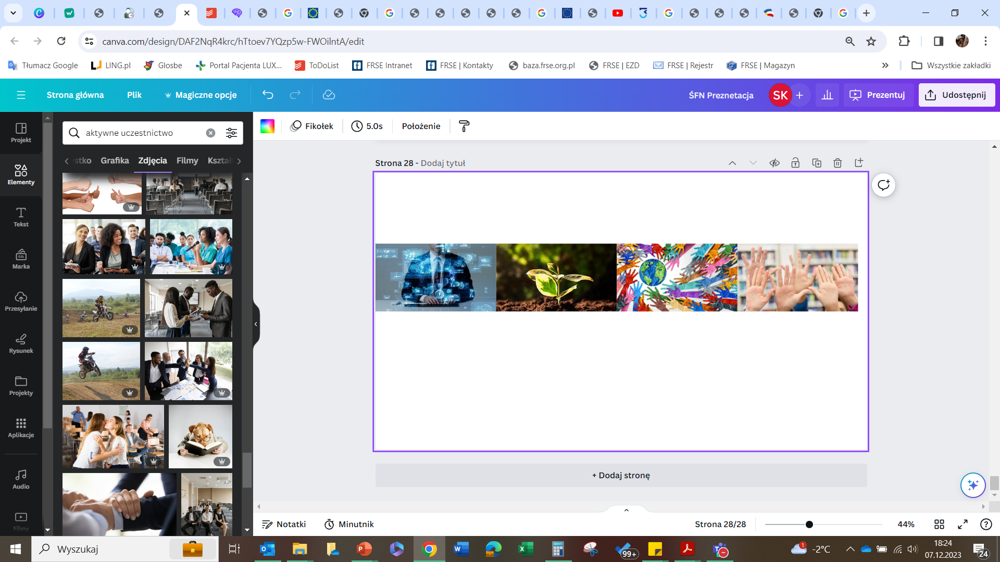 canva.com/design/DAF2NqR4krc/hTtoev7YQzp5w-FWOilntA/edit
Tłumacz Google
LING.pl
Glosbe
Portal Pacjenta LUX...
ToDoList
FRSE Intranet
FRSE | Kontakty
baza.frse.org.pl
FRSE | EZD
FRSE | Rejestr
FRSE | Magazyn
Wszystkie zakładki
Strona główna
Plik
Magiczne opcje
ŚFN Preznetacja
SK
Prezentuj
Udostępnij
Projekt
Elementy
Tekst
Marka
Przesyłanie
Rysunek
Projekty
Aplikacje
Audio
Filmy
aktywne uczestnictwo
Grafika
Zdjęcia
Filmy
Fikołek
5.0s
Położenie
Strona 28 - Dodaj tytuł
+ Dodaj stronę
Notatki
Minutnik
Strona 28/28
44%
Wyszukaj
99+
1
-2°C
18:24
07.12.2023
24